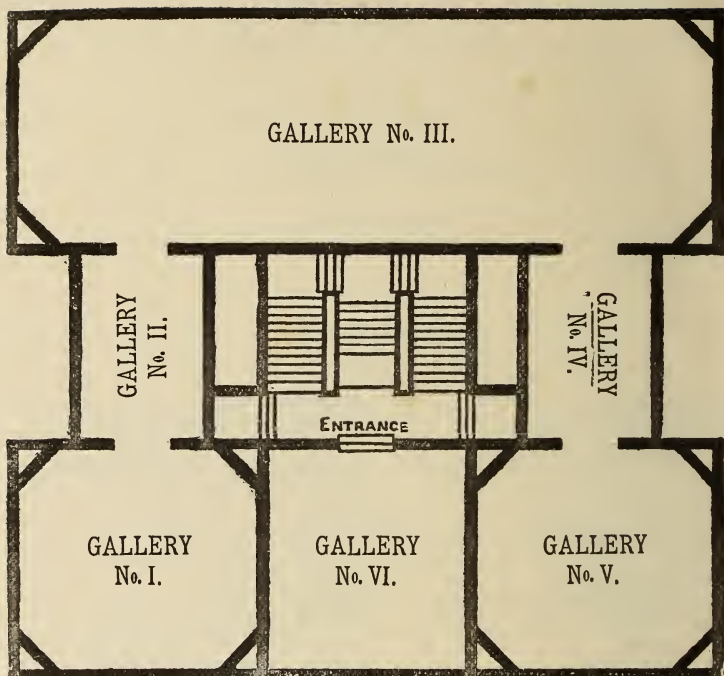 GALLERY No. III.
GALLERY
No. II.
GALLERY
No. IV.
ENTRANCE
GALLERY
No. I.
GALLERY
No. VI.
GALLERY
No. V.